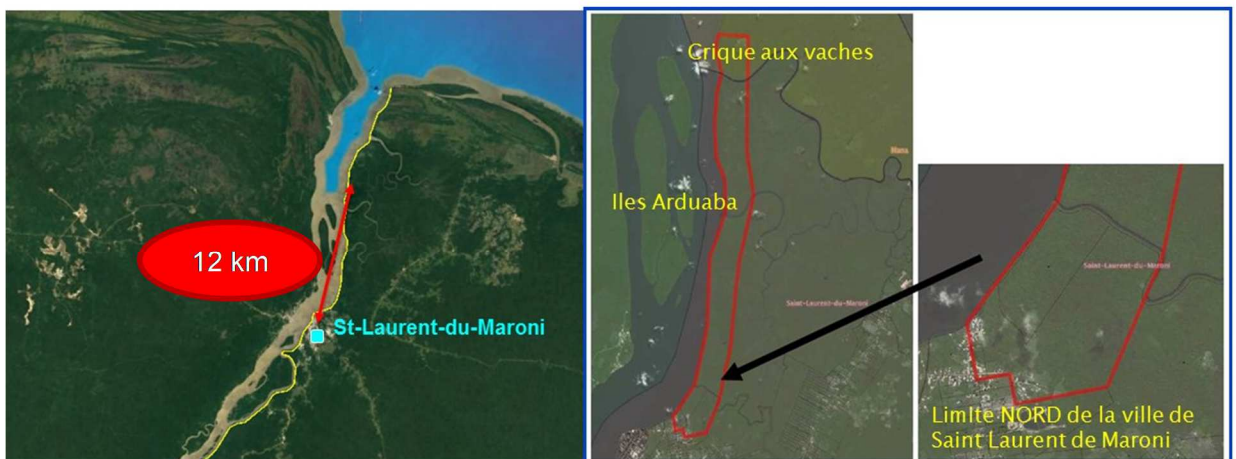 12 km
St-Laurent-du-Maroni
Crique aux vaches
Mana
Iles Arduaba
Saint-Laurent-du-Maroni
Saint-Laurent-du-Maroni
Limite NORD de la ville de
Saint Laurent de Maroni